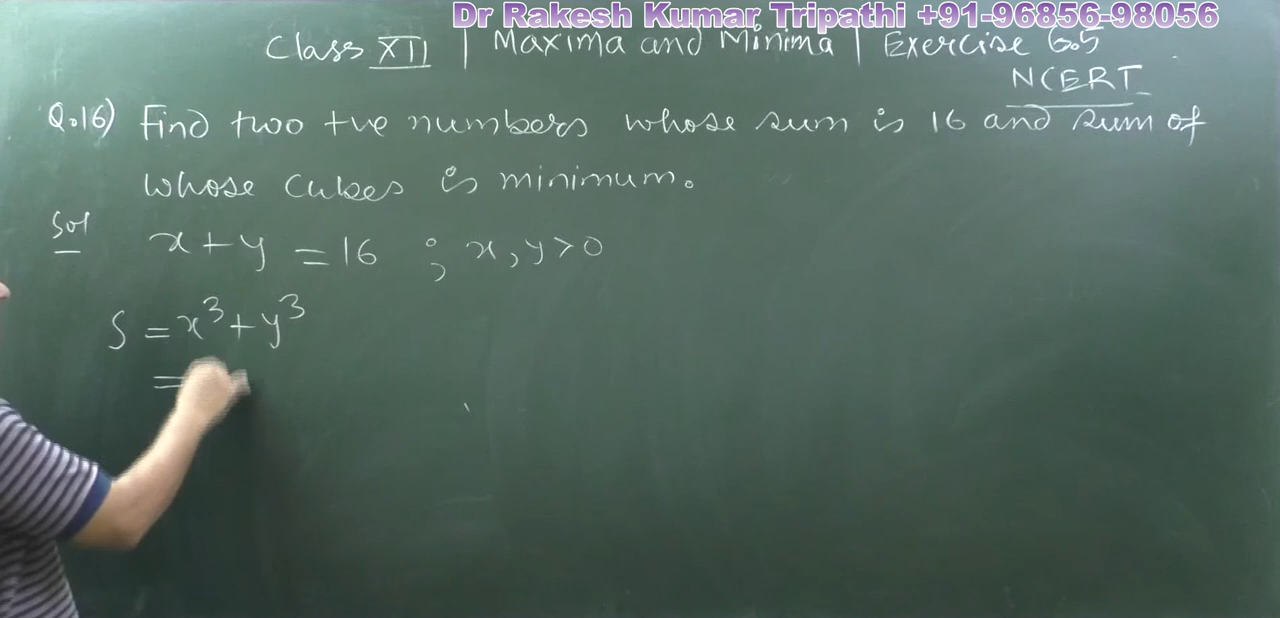 Dr Rakesh Kumar Tripathi +91-96856-98056
Class XII | Maxima and Minima | Exercise 6.5
NCERT
Q.16) Find two +ve numbers whose sum is 16 and sum of
whose cubes is minimum.
Sol
x + y = 16 ; x, y > 0
S = x³ + y³
=